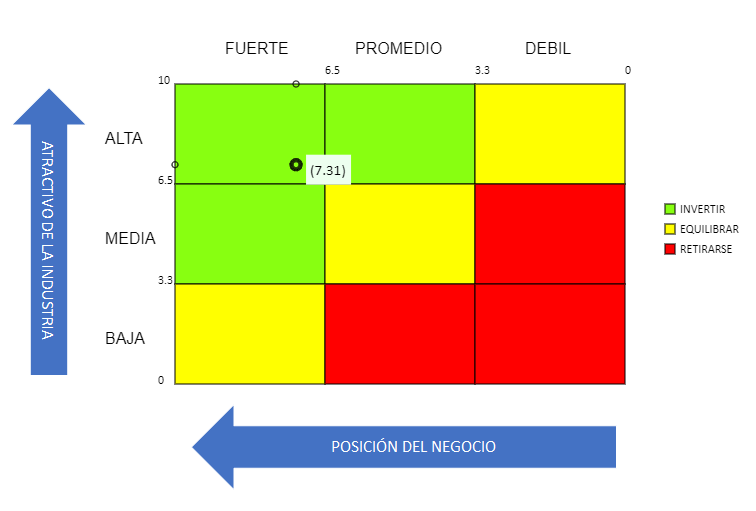 FUERTE PROMEDIO DEBIL
6.5 3.3 0
10
ALTA
(7.31)
6.5
MEDIA
3.3
BAJA
0
ATRACTIVO DE LA INDUSTRIA
INVERTIR
EQUILIBRAR
RETIRARSE
POSICIÓN DEL NEGOCIO